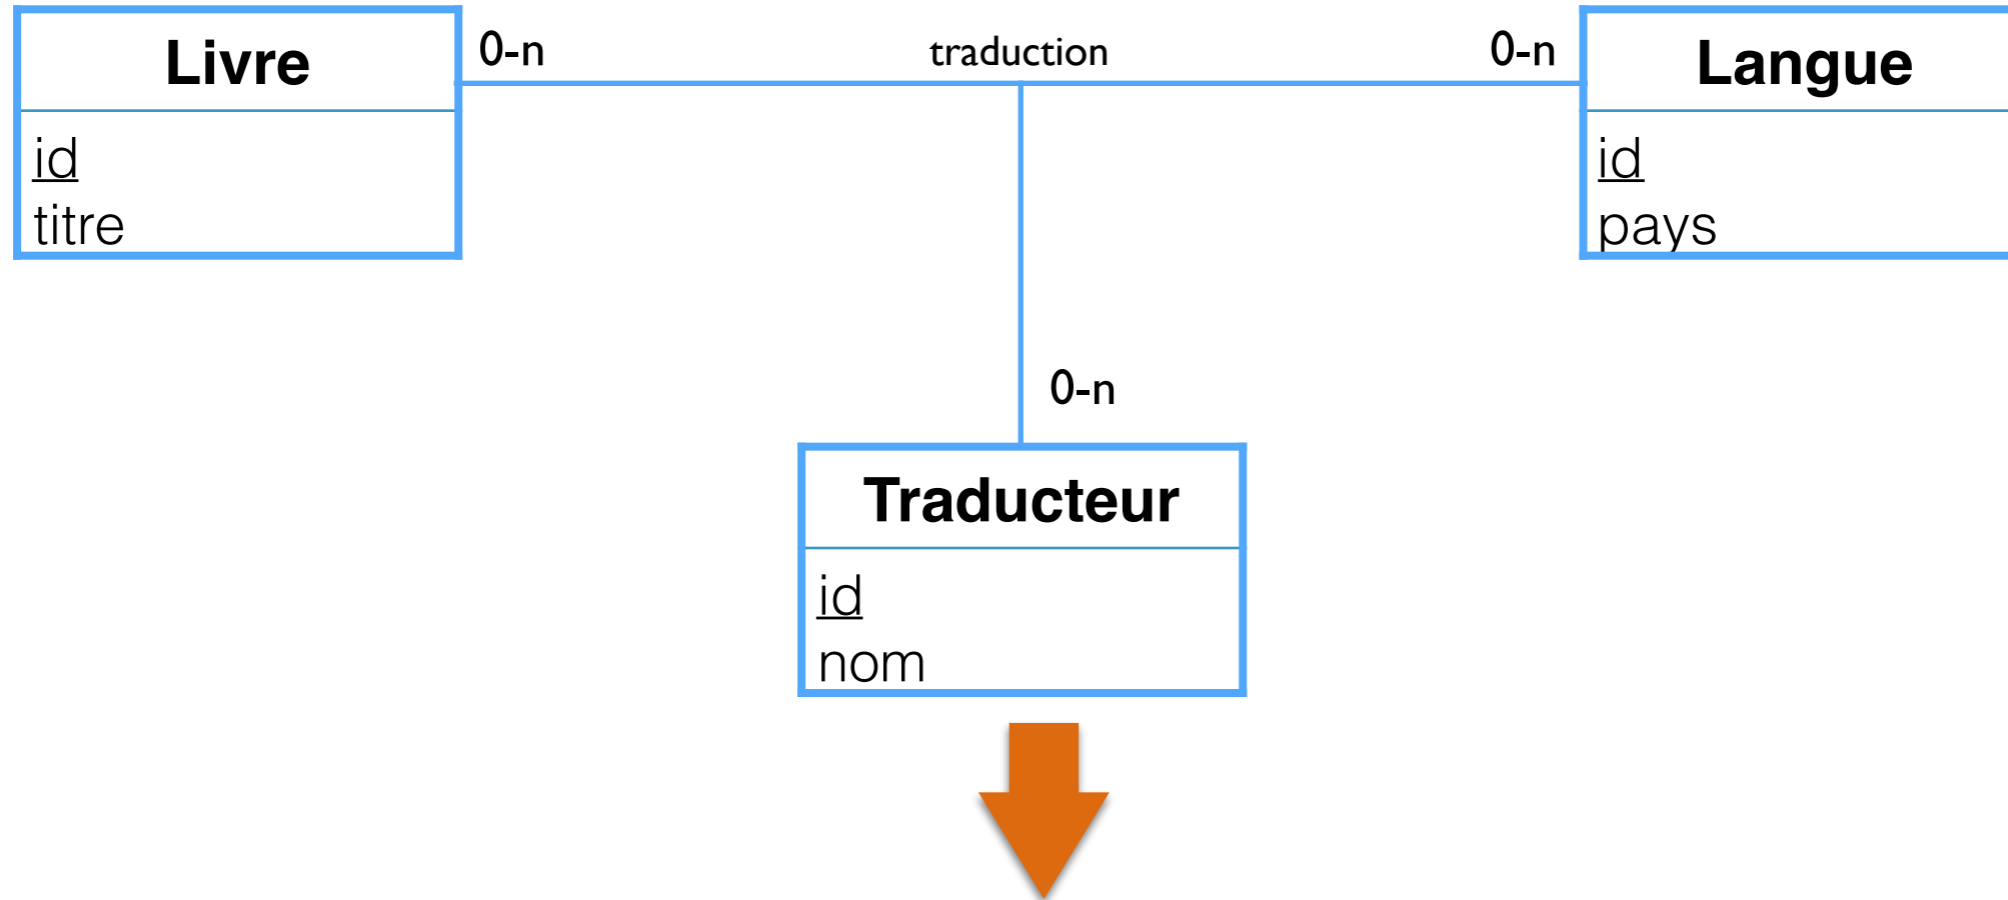 Livre
0-n
traduction
0-n
Langue
id
titre
id
pays
0-n
Traducteur
id
nom